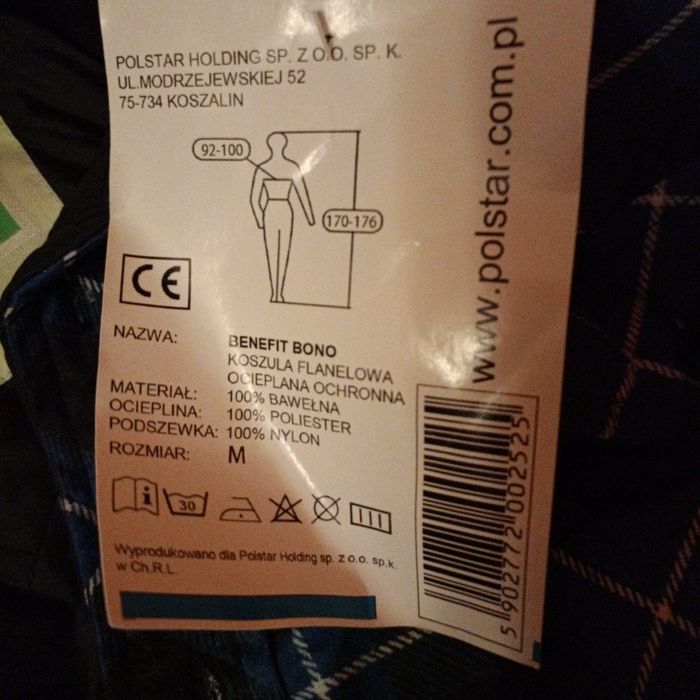 POLSTAR HOLDING SP. Z O.O. SP. K.
UL.MODRZEJEWSKIEJ 52
75-734 KOSZALIN
92-100
170-176
CE
NAZWA: BENEFIT BONO
KOSZULA FLANELOWA
OCIEPLANA OCHRONNA
MATERIAŁ: 100% BAWEŁNA
OCIEPLINA: 100% POLIESTER
PODSZEWKA: 100% NYLON
ROZMIAR: M
30
Wyprodukowano dla Polstar Holding sp. z o.o. sp.k.
w Ch.R.L.
www.polstar.com.pl
5 902772 002525